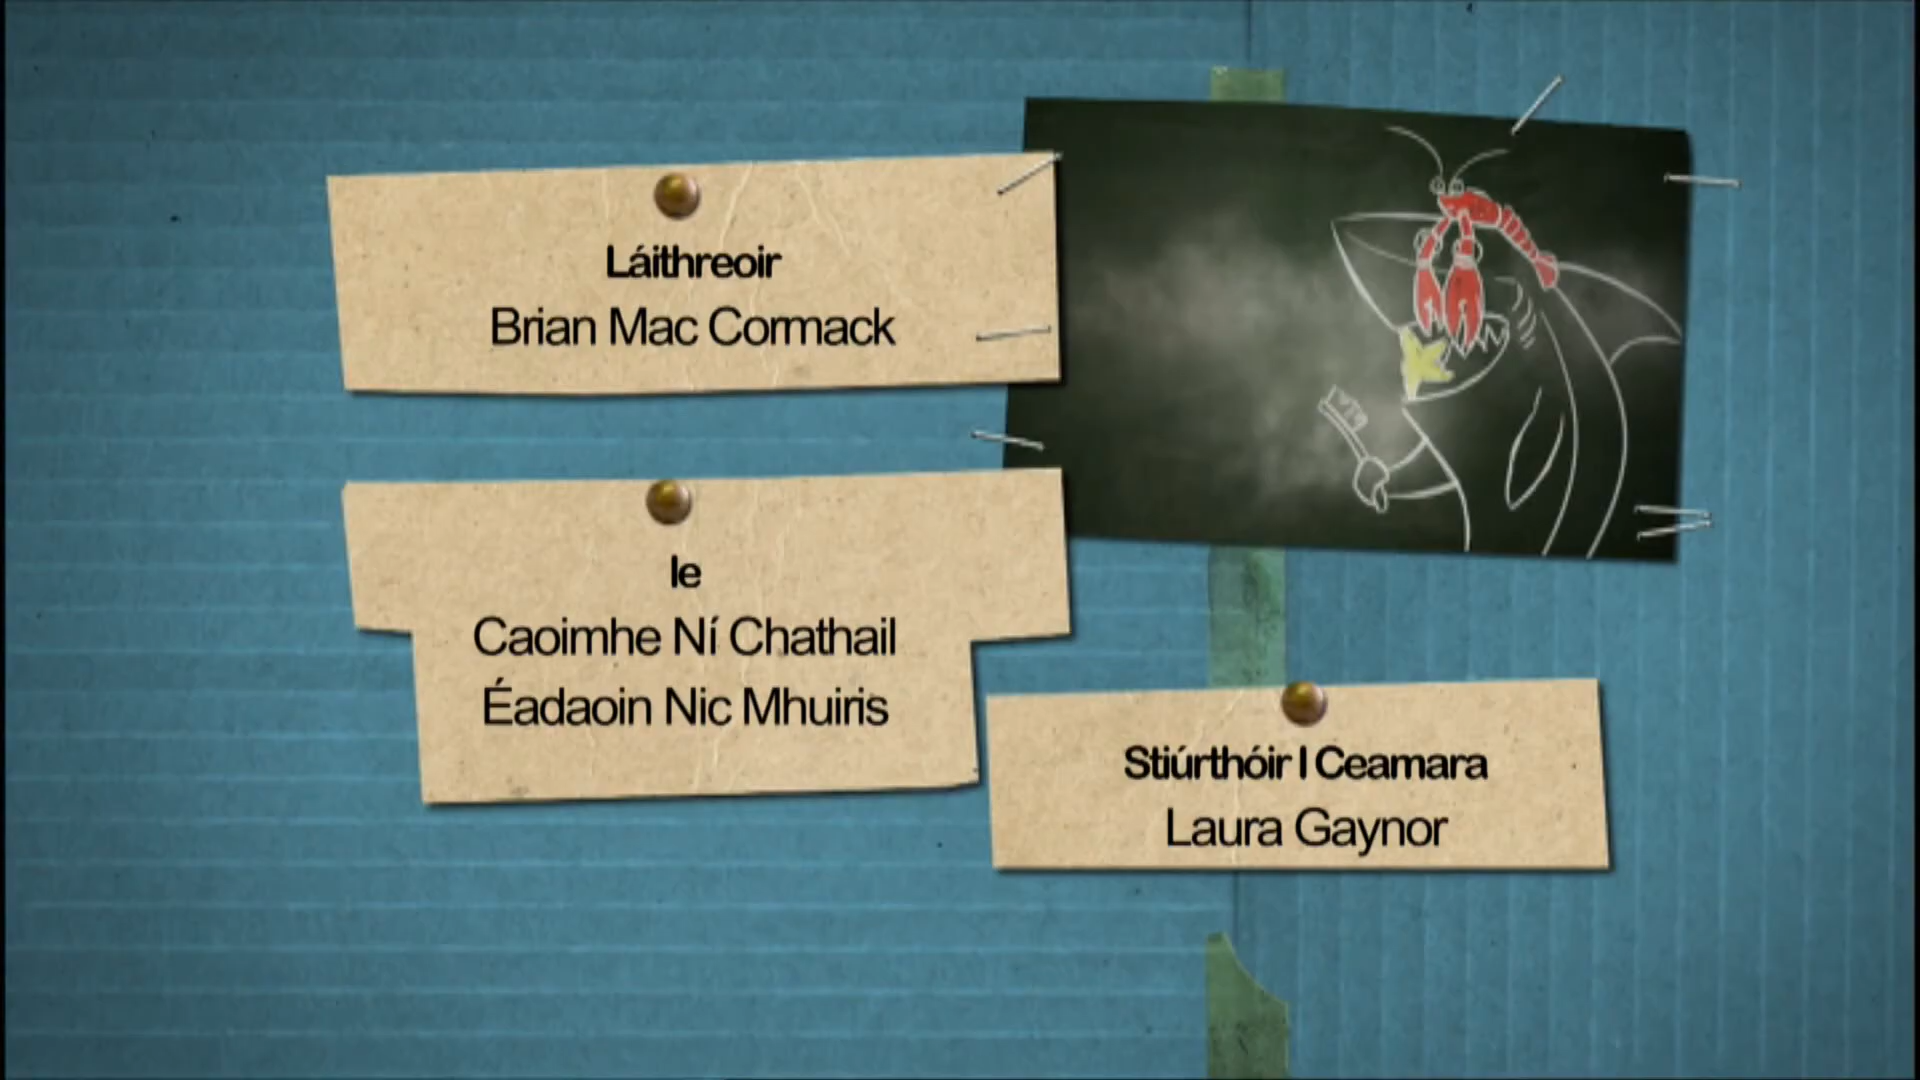 Láithreoir
Brian Mac Cormack
le
Caoimhe Ní Chathail
Éadaoin Nic Mhuiris
Stiúrthóir | Ceamara
Laura Gaynor